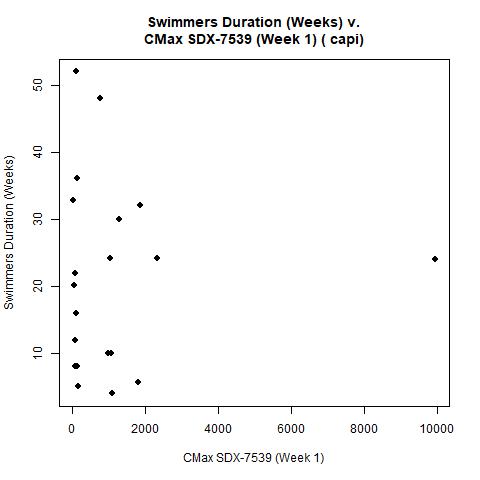 Swimmers Duration (Weeks) v.
CMax SDX-7539 (Week 1) ( capi)
Swimmers Duration (Weeks)
50
40
30
20
10
0
2000
4000
6000
8000
10000
CMax SDX-7539 (Week 1)